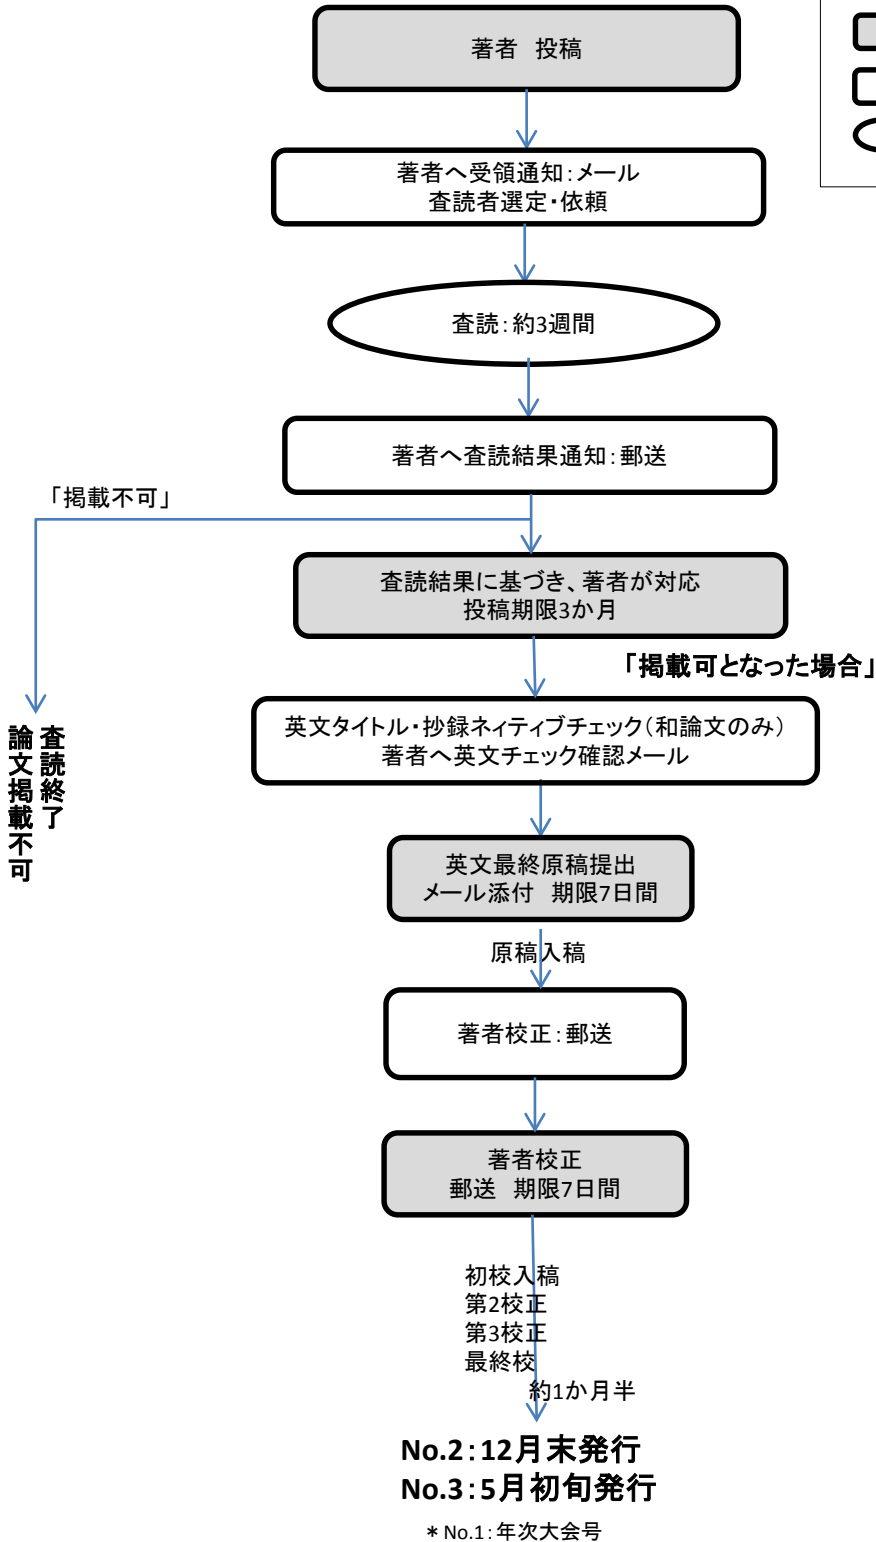 著者 投稿
著者へ受領通知：メール
査読者選定・依頼
査読：約3週間
著者へ査読結果通知：郵送
「掲載不可」
査読結果に基づき、著者が対応
投稿期限3か月
「掲載可となった場合」
英文タイトル・抄録ネィティブチェック（和論文のみ）
著者へ英文チェック確認メール
査読終了
論文掲載不可
英文最終原稿提出
メール添付 期限7日間
原稿入稿
著者校正：郵送
著者校正
郵送 期限7日間
初校入稿
第2校正
第3校正
最終校
約1か月半
No.2：12月末発行
No.3：5月初旬発行
＊No.1：年次大会号